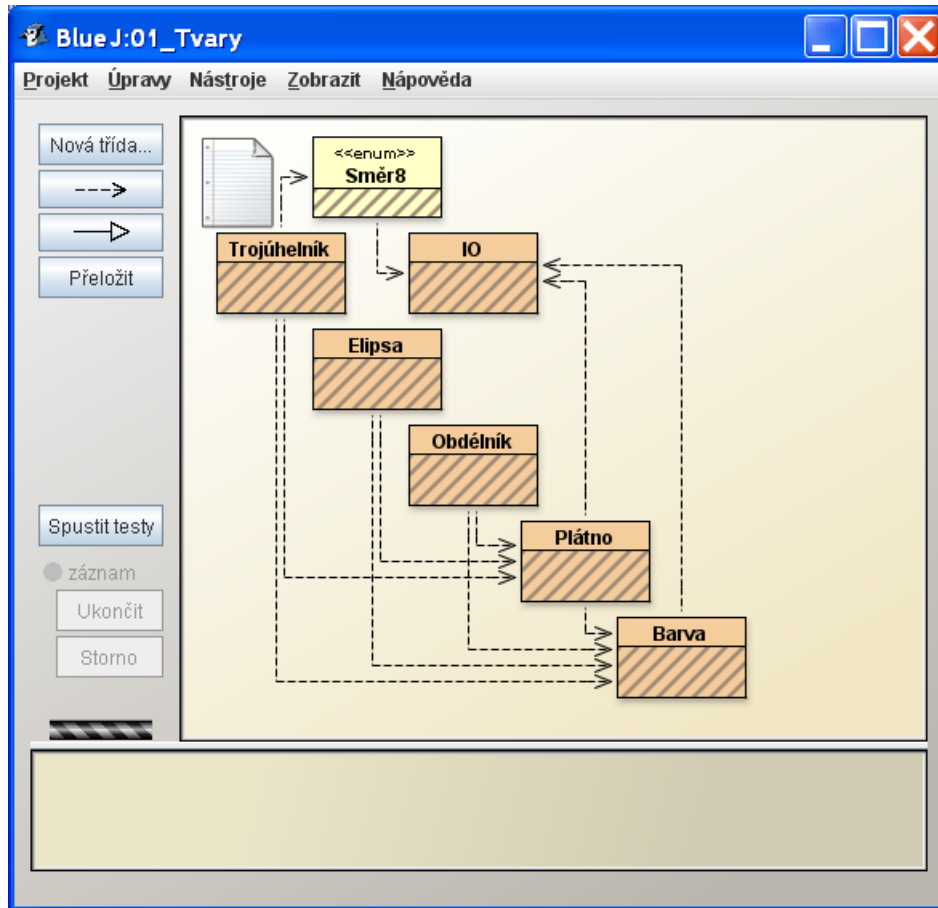 BlueJ:01_Tvary
Projekt Úpravy Nástroje Zobrazit Nápověda
Nová třída...
Přeložit
Spustit testy
záznam
Ukončit
Storno
<<enum>>
Směr8
Trojúhelník
IO
Elipsa
Obdélník
Plátno
Barva